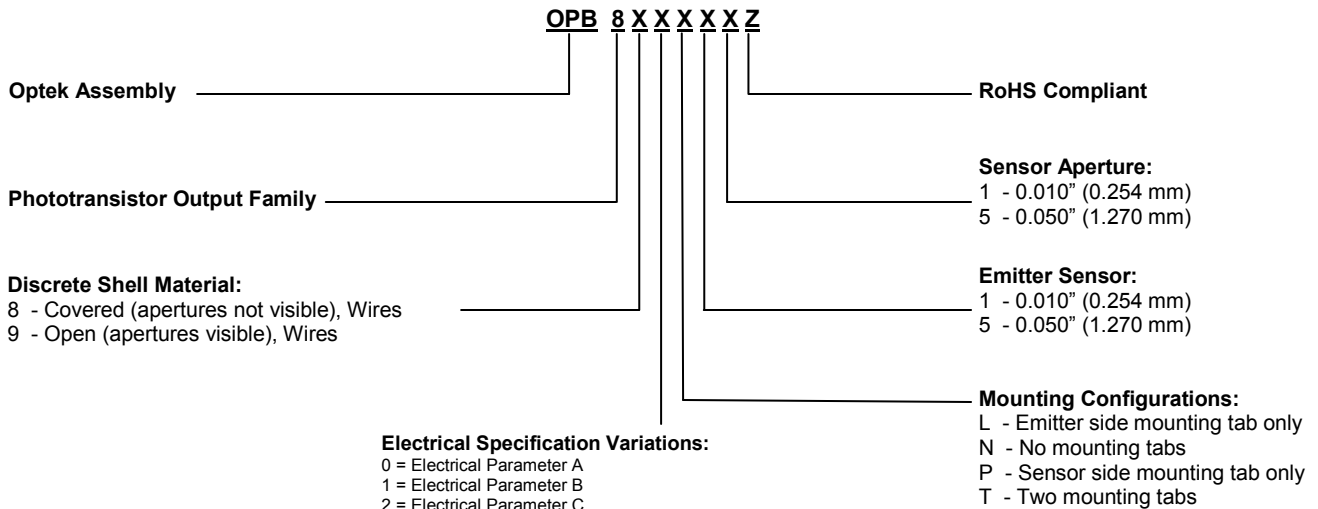 OPB 8 X X X X X Z
Optek Assembly
RoHS Compliant
Phototransistor Output Family
Sensor Aperture:
1 - 0.010” (0.254 mm)
5 - 0.050” (1.270 mm)
Discrete Shell Material:
8 - Covered (apertures not visible), Wires
9 - Open (apertures visible), Wires
Emitter Sensor:
1 - 0.010” (0.254 mm)
5 - 0.050” (1.270 mm)
Electrical Specification Variations:
0 = Electrical Parameter A
1 = Electrical Parameter B
2 = Electrical Parameter C
Mounting Configurations:
L - Emitter side mounting tab only
N - No mounting tabs
P - Sensor side mounting tab only
T - Two mounting tabs